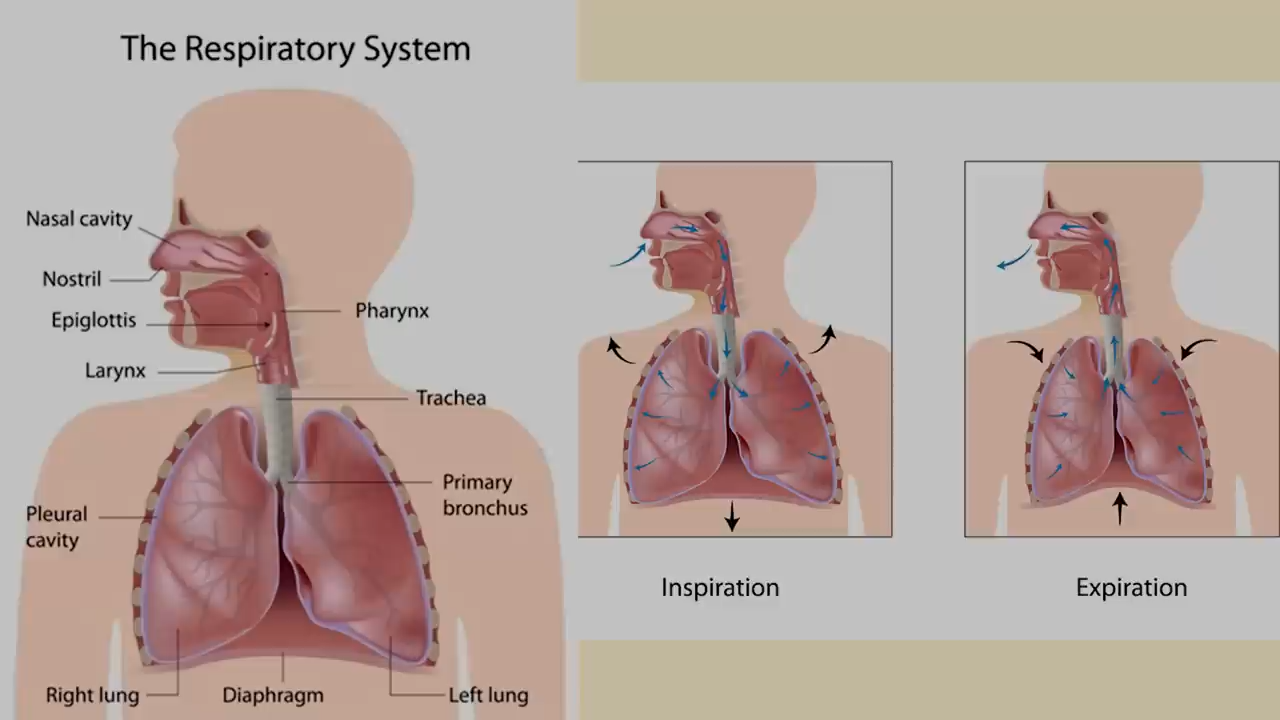 The Respiratory System
Nasal cavity
Nostril
Epiglottis
Larynx
Pharynx
Trachea
Primary
bronchus
Pleural
cavity
Right lung
Diaphragm
Left lung
Inspiration
Expiration